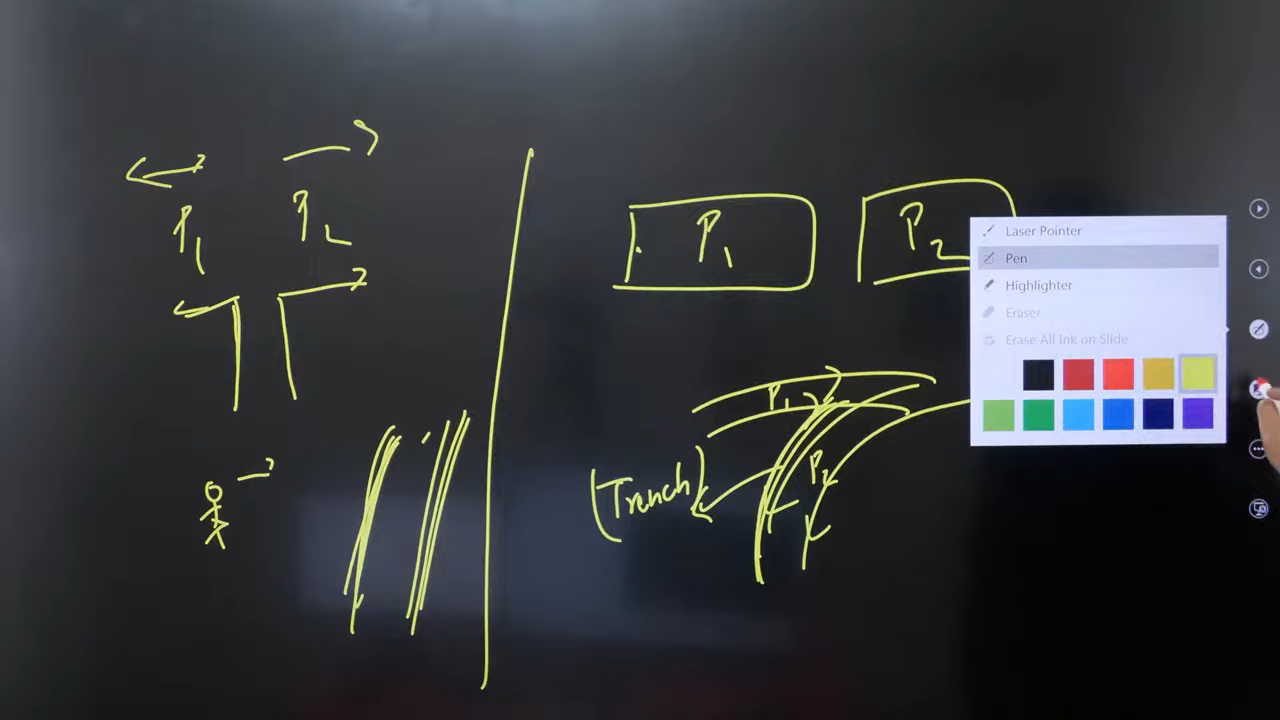 P1
P2
P1
P2
P1
P2
(Trench)
Laser Pointer
Pen
Highlighter
Eraser
Erase All Ink on Slide